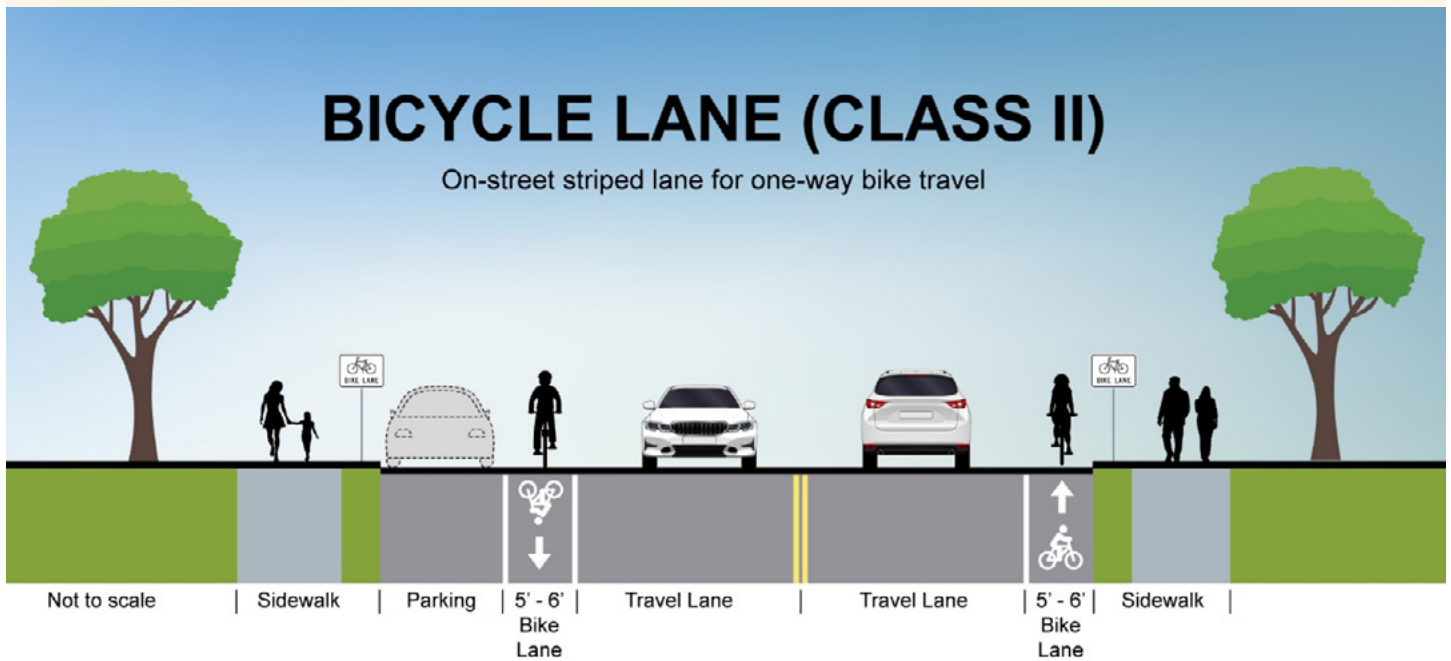 BICYCLE LANE (CLASS II)
On-street striped lane for one-way bike travel
BIKE LANE
BIKE LANE
Not to scale | Sidewalk | Parking | 5' - 6' | Travel Lane | Travel Lane | 5' - 6' | Sidewalk |
Bike Bike
Lane Lane